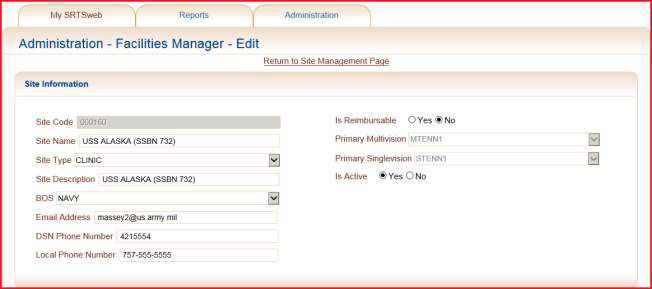 My SRTSweb Reports Administration
Administration - Facilities Manager - Edit
Return to Site Management Page
Site Information
Site Code 000160
Site Name USS ALASKA (SSBN 732)
Site Type CLINIC
Site Description USS ALASKA (SSBN 732)
BOS NAVY
Email Address massey2@us.army.mil
DSN Phone Number 4215554
Local Phone Number 757-555-5555
Is Reimbursable Yes No
Primary Multivision MTENN1
Primary Singlevision STENN1
Is Active Yes No